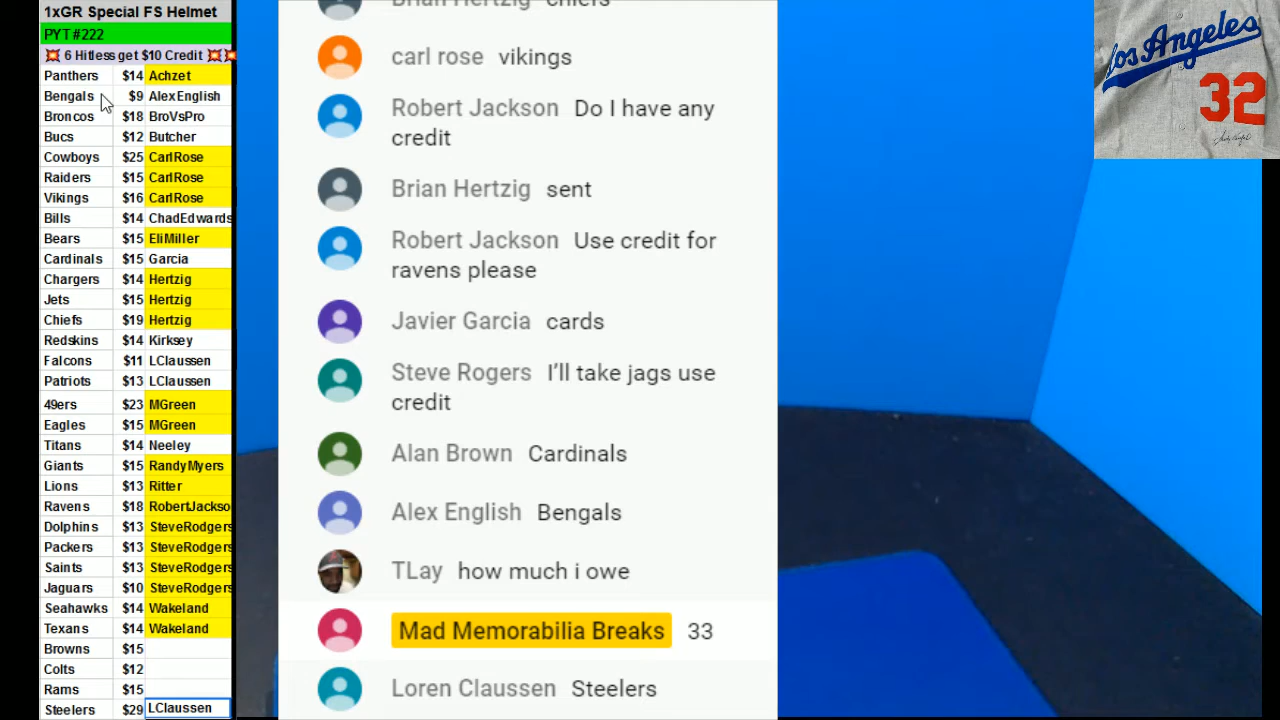 1xGR Special FS Helmet
PYT #222
💥 6 Hitless get $10 Credit 💥💥
Panthers $14 Achzet
Bengals $9 AlexEnglish
Broncos $18 BroVsPro
Bucs $12 Butcher
Cowboys $25 CarlRose
Raiders $15 CarlRose
Vikings $16 CarlRose
Bills $14 ChadEdwards
Bears $15 EliMiller
Cardinals $15 Garcia
Chargers $14 Hertzig
Jets $15 Hertzig
Chiefs $19 Hertzig
Redskins $14 Kirksey
Falcons $11 LClaussen
Patriots $13 LClaussen
49ers $23 MGreen
Eagles $15 MGreen
Titans $14 Neeley
Giants $15 RandyMyers
Lions $13 Ritter
Ravens $18 RobertJackso
Dolphins $13 SteveRodgers
Packers $13 SteveRodgers
Saints $13 SteveRodgers
Jaguars $10 SteveRodgers
Seahawks $14 Wakeland
Texans $14 Wakeland
Browns $15
Colts $12
Rams $15
Steelers $29 LClaussen
Brian Hertzig chiefs
carl rose vikings
Robert Jackson Do I have any
credit
Brian Hertzig sent
Robert Jackson Use credit for
ravens please
Javier Garcia cards
Steve Rogers I'll take jags use
credit
Alan Brown Cardinals
Alex English Bengals
TLay how much i owe
Mad Memorabilia Breaks 33
Loren Claussen Steelers
Los Angeles
32